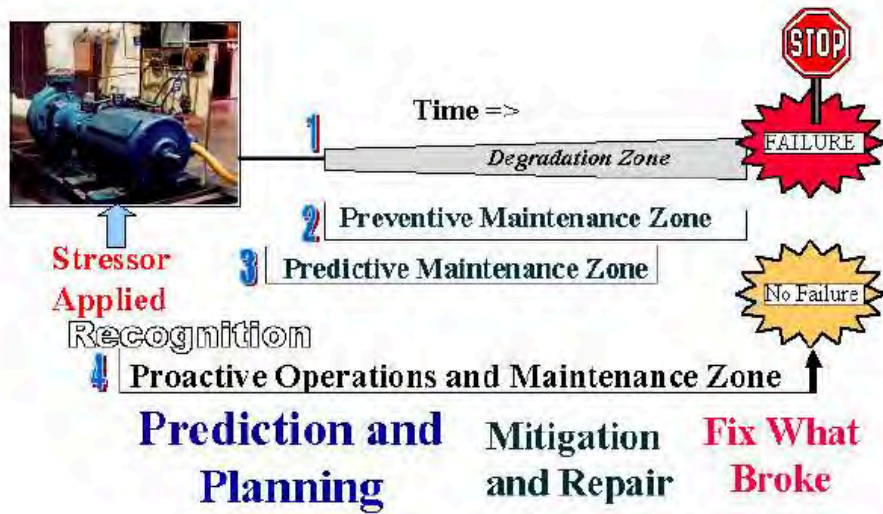 STOP
Time =>
1
FAILURE
Degradation Zone
2 Preventive Maintenance Zone
3 Predictive Maintenance Zone
Stressor
Applied
No Failure
Recognition
4 Proactive Operations and Maintenance Zone
Prediction and
Planning
Mitigation
and Repair
Fix What
Broke